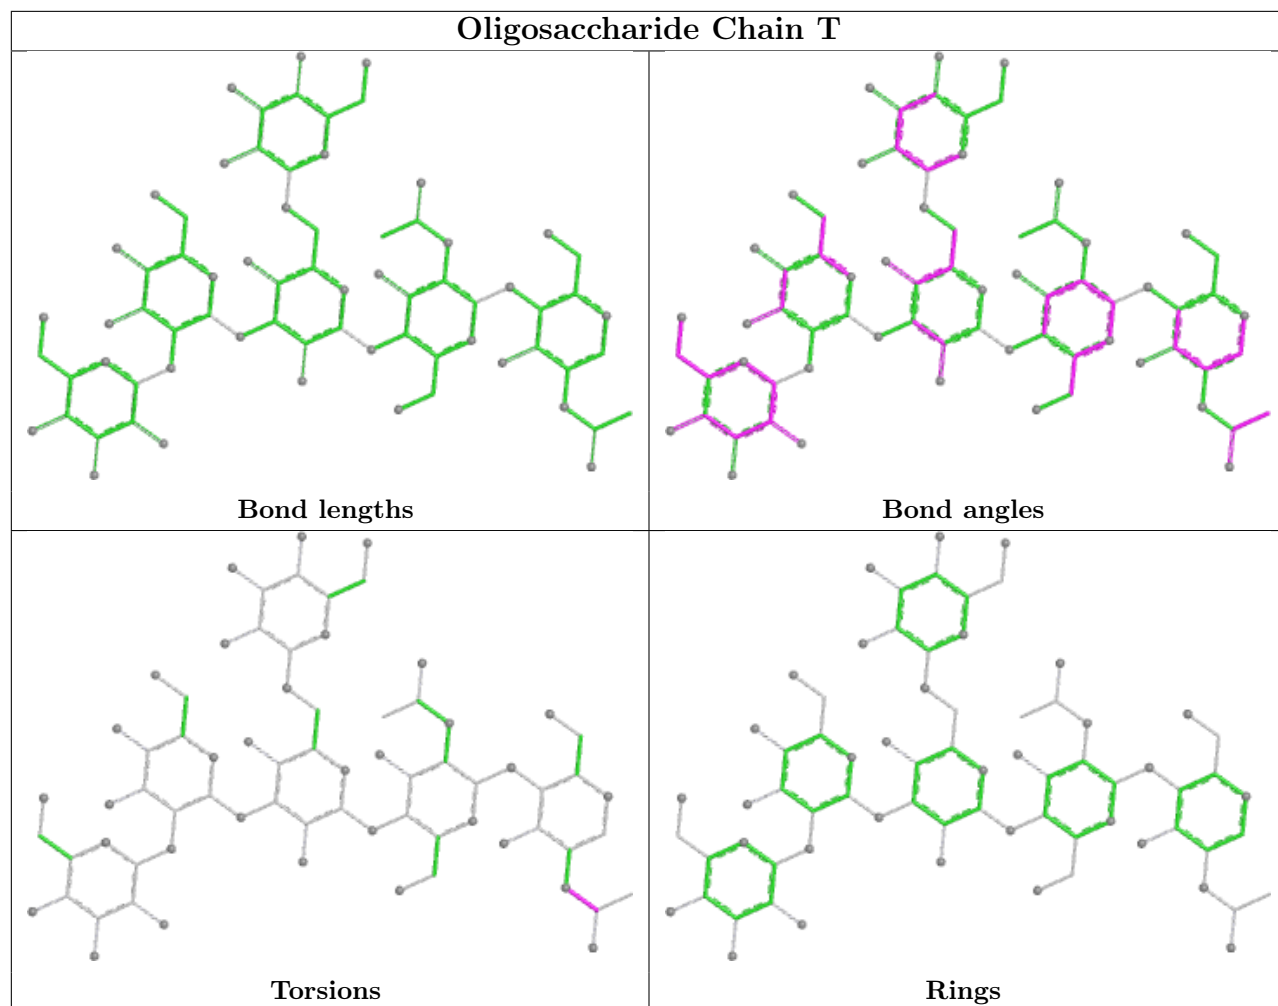 Oligosaccharide Chain T
Bond lengths
Bond angles
Torsions
Rings